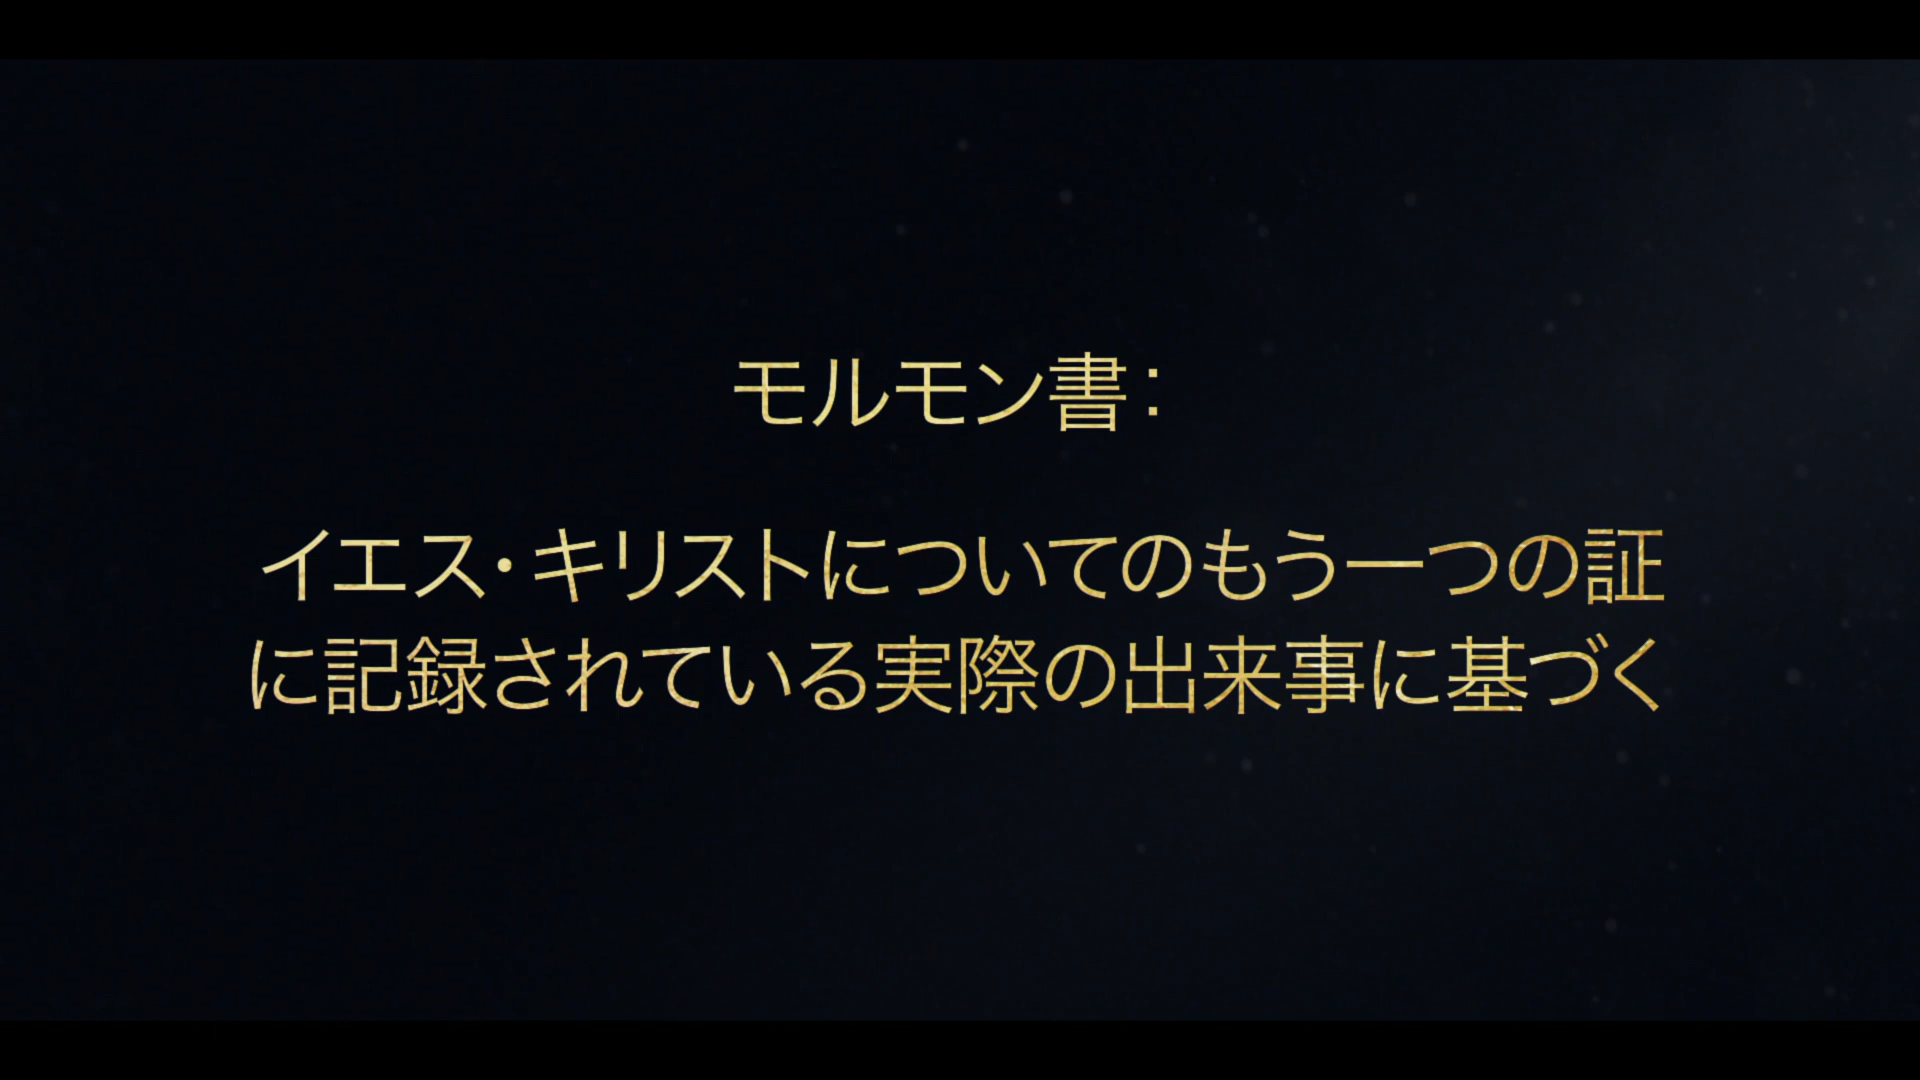 モルモン書：
イエス・キリストについてのもう一つの証
に記録されている実際の出来事に基づく